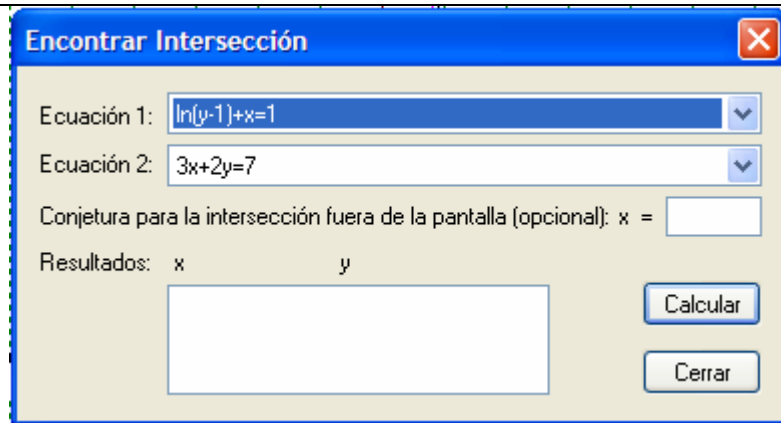 Encontrar Intersección
Ecuación 1: ln(y-1)+x=1
Ecuación 2: 3x+2y=7
Conjetura para la intersección fuera de la pantalla (opcional): x =
Resultados: x y
Calcular
Cerrar